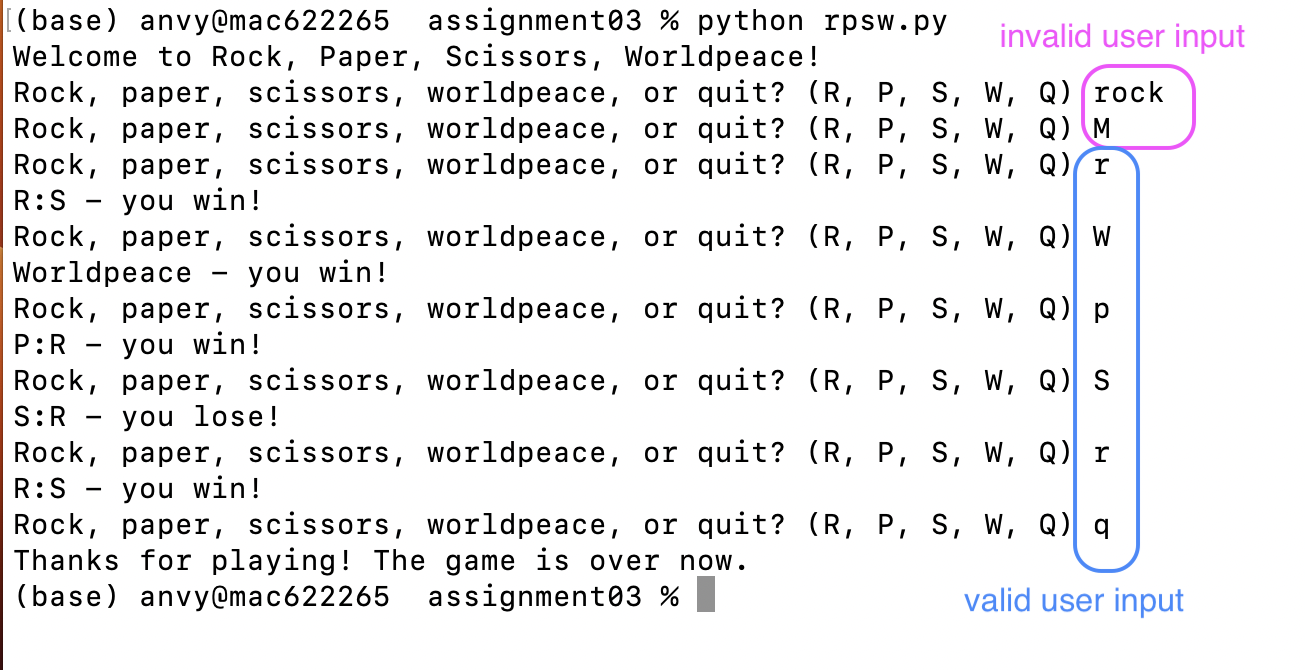 (base) anvy@mac622265  assignment03 % python rpsw.py
invalid user input
Welcome to Rock, Paper, Scissors, Worldpeace!
Rock, paper, scissors, worldpeace, or quit? (R, P, S, W, Q) rock
Rock, paper, scissors, worldpeace, or quit? (R, P, S, W, Q) M
Rock, paper, scissors, worldpeace, or quit? (R, P, S, W, Q) r
R:S – you win!
Rock, paper, scissors, worldpeace, or quit? (R, P, S, W, Q) W
Worldpeace – you win!
Rock, paper, scissors, worldpeace, or quit? (R, P, S, W, Q) p
P:R – you win!
Rock, paper, scissors, worldpeace, or quit? (R, P, S, W, Q) S
S:R – you lose!
Rock, paper, scissors, worldpeace, or quit? (R, P, S, W, Q) r
R:S – you win!
Rock, paper, scissors, worldpeace, or quit? (R, P, S, W, Q) q
Thanks for playing! The game is over now.
(base) anvy@mac622265  assignment03 %
valid user input